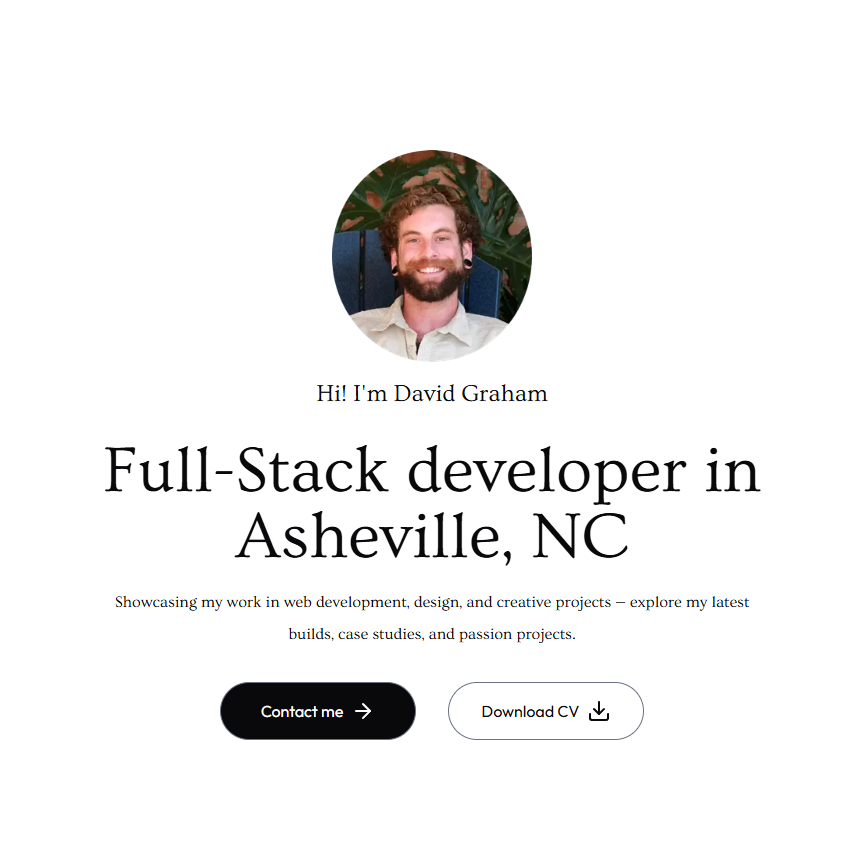 Hi! I'm David Graham
Full-Stack developer in
Asheville, NC
Showcasing my work in web development, design, and creative projects – explore my latest
builds, case studies, and passion projects.
Contact me
Download CV